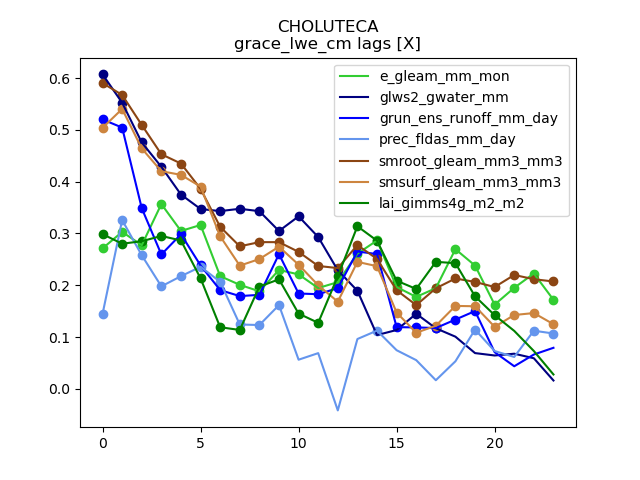 CHOLUTECA
grace_lwe_cm lags [X]
e_gleam_mm_mon
glws2_gwater_mm
grun_ens_runoff_mm_day
prec_fldas_mm_day
smroot_gleam_mm3_mm3
smsurf_gleam_mm3_mm3
lai_gimms4g_m2_m2
0.6
0.5
0.4
0.3
0.2
0.1
0.0
0 5 10 15 20